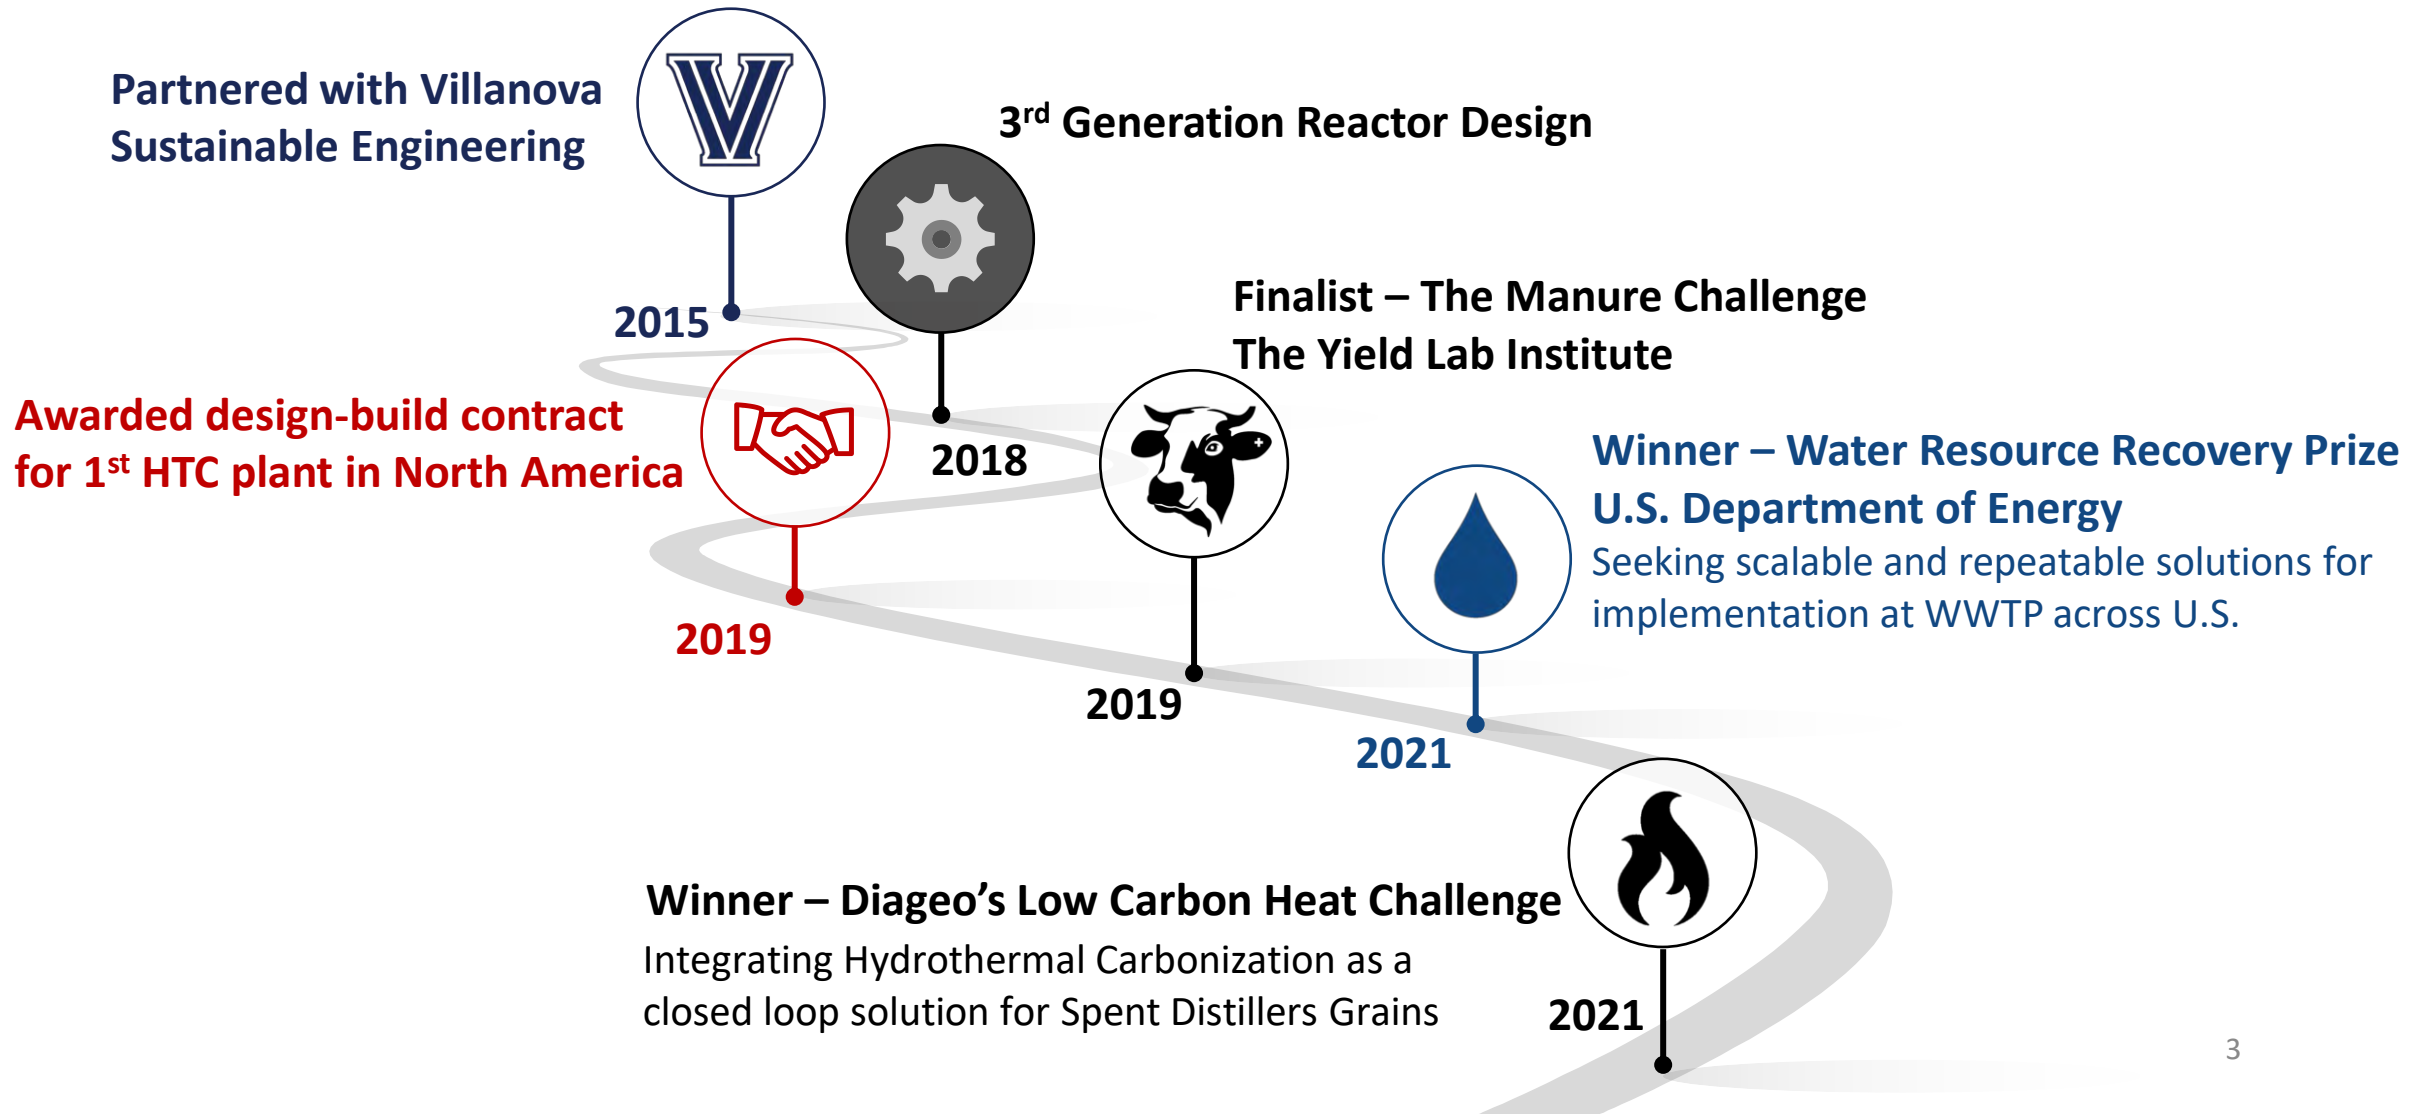 Partnered with Villanova
Sustainable Engineering
V
2015
3rd Generation Reactor Design
2018
Awarded design-build contract
for 1st HTC plant in North America
2019
Finalist – The Manure Challenge
The Yield Lab Institute
2019
Winner – Water Resource Recovery Prize
U.S. Department of Energy
Seeking scalable and repeatable solutions for
implementation at WWTP across U.S.
2021
Winner – Diageo’s Low Carbon Heat Challenge
Integrating Hydrothermal Carbonization as a
closed loop solution for Spent Distillers Grains
2021
3